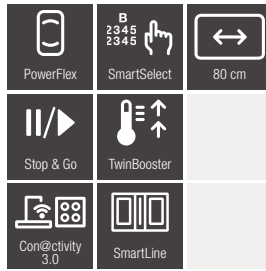 B
2345
2345
PowerFlex
SmartSelect
80 cm
Stop & Go
TwinBooster
Con@ctivity
3.0
SmartLine